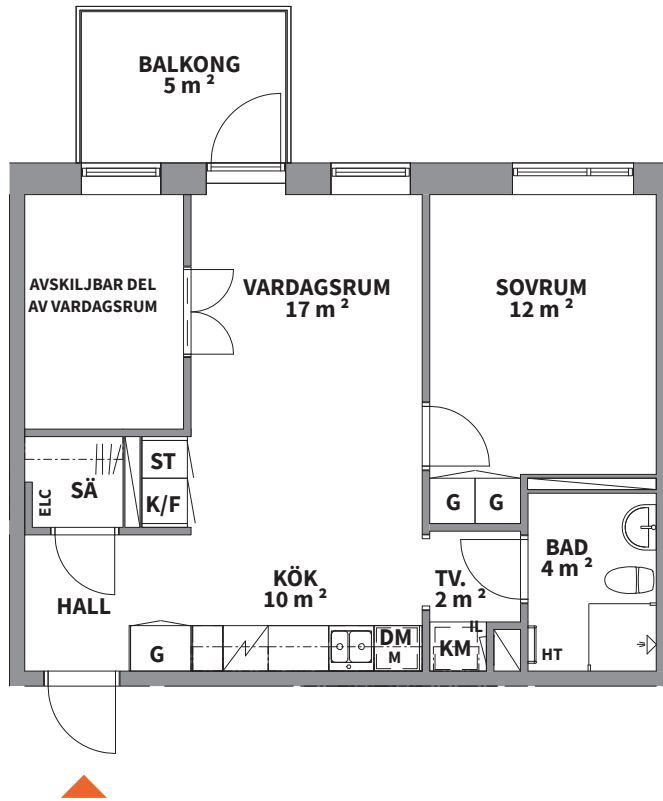 BALKONG
5 m ²
AVSKILJBAR DEL
AV VARDAGSRUM
VARDAGSRUM
17 m ²
SOVRUM
12 m ²
ELC
SÄ
ST
K/F
G
G
BAD
4 m ²
KÖK
10 m ²
TV.
2 m ²
HALL
G
DM
M
KM
IL
HT